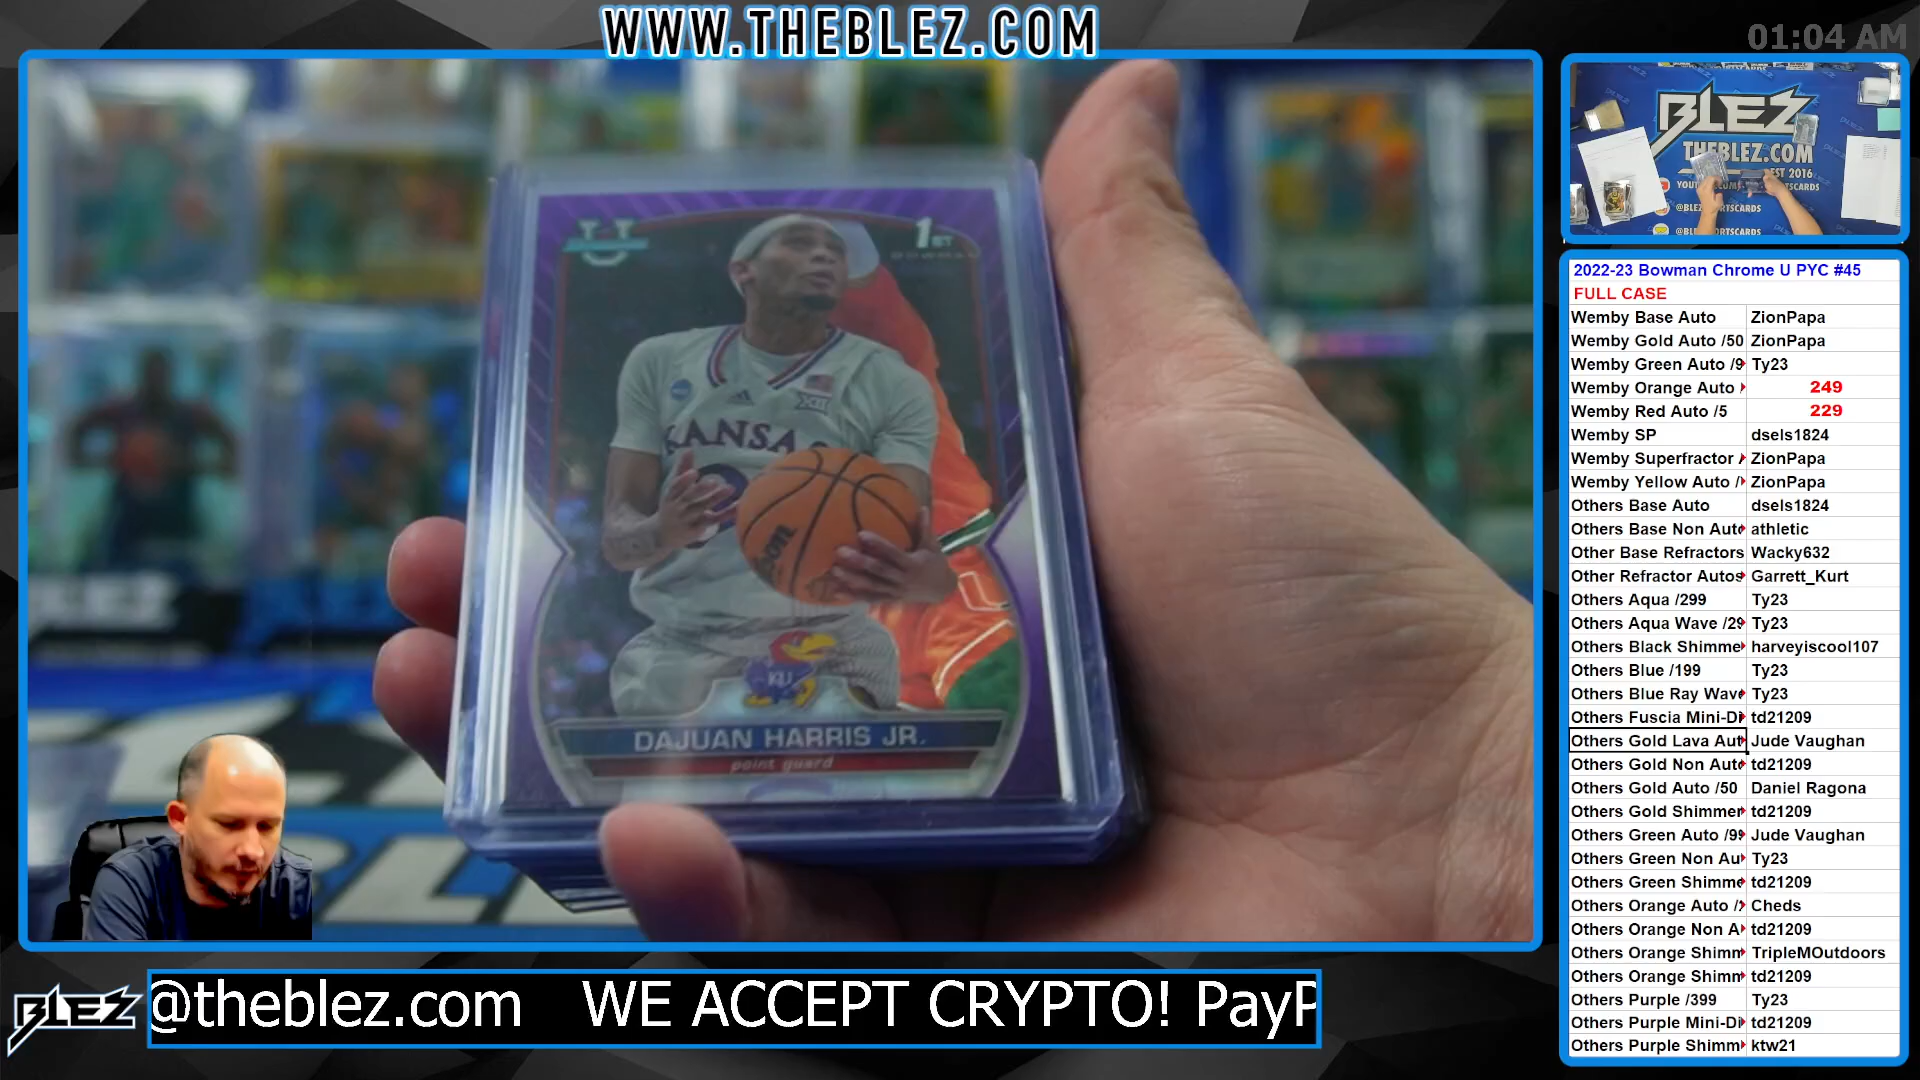 WWW.THEBLEZ.COM
01:04 AM
BLEZ
THEBLEZ.COM
EST 2016
1ST
BOWMAN
KANSAS
KU
DAJUAN HARRIS JR.
point guard
2022-23 Bowman Chrome U PYC #45
FULL CASE
Wemby Base Auto ZionPapa
Wemby Gold Auto /50 ZionPapa
Wemby Green Auto /9 Ty23
Wemby Orange Auto 249
Wemby Red Auto /5 229
Wemby SP dsels1824
Wemby Superfractor ZionPapa
Wemby Yellow Auto / ZionPapa
Others Base Auto dsels1824
Others Base Non Auto athletic
Other Base Refractors Wacky632
Other Refractor Autos Garrett_Kurt
Others Aqua /299 Ty23
Others Aqua Wave /29 Ty23
Others Black Shimme harveyiscool107
Others Blue /199 Ty23
Others Blue Ray Wave Ty23
Others Fuscia Mini-Di td21209
Others Gold Lava Aut Jude Vaughan
Others Gold Non Auto td21209
Others Gold Auto /50 Daniel Ragona
Others Gold Shimmer td21209
Others Green Auto /99 Jude Vaughan
Others Green Non Au Ty23
Others Green Shimme td21209
Others Orange Auto / Cheds
Others Orange Non A td21209
Others Orange Shimm TripleMOutdoors
Others Orange Shimm td21209
Others Purple /399 Ty23
Others Purple Mini-Di td21209
Others Purple Shimm ktw21
BLEZ @theblez.com WE ACCEPT CRYPTO! PayP